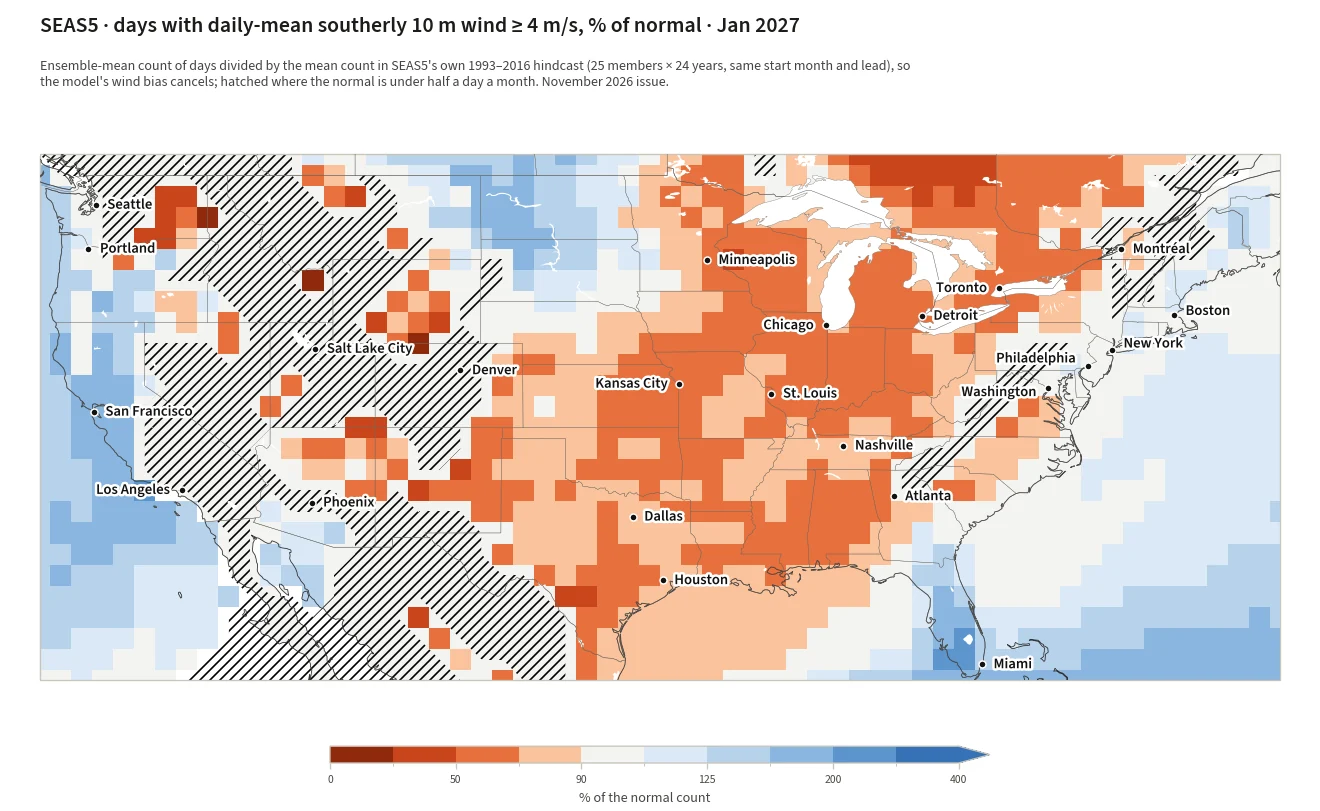 SEAS5 · days with daily-mean southerly 10 m wind ≥ 4 m/s, % of normal · Jan 2027
Ensemble-mean count of days divided by the mean count in SEAS5's own 1993–2016 hindcast (25 members × 24 years, same start month and lead), so
the model's wind bias cancels; hatched where the normal is under half a day a month. November 2026 issue.
Seattle
Portland
Montréal
Minneapolis
Toronto
Boston
Detroit
Chicago
New York
Salt Lake City
Philadelphia
Denver
Kansas City
St. Louis
Washington
San Francisco
Nashville
Los Angeles
Phoenix
Atlanta
Dallas
Houston
Miami
0 50 90 125 200 400
% of the normal count